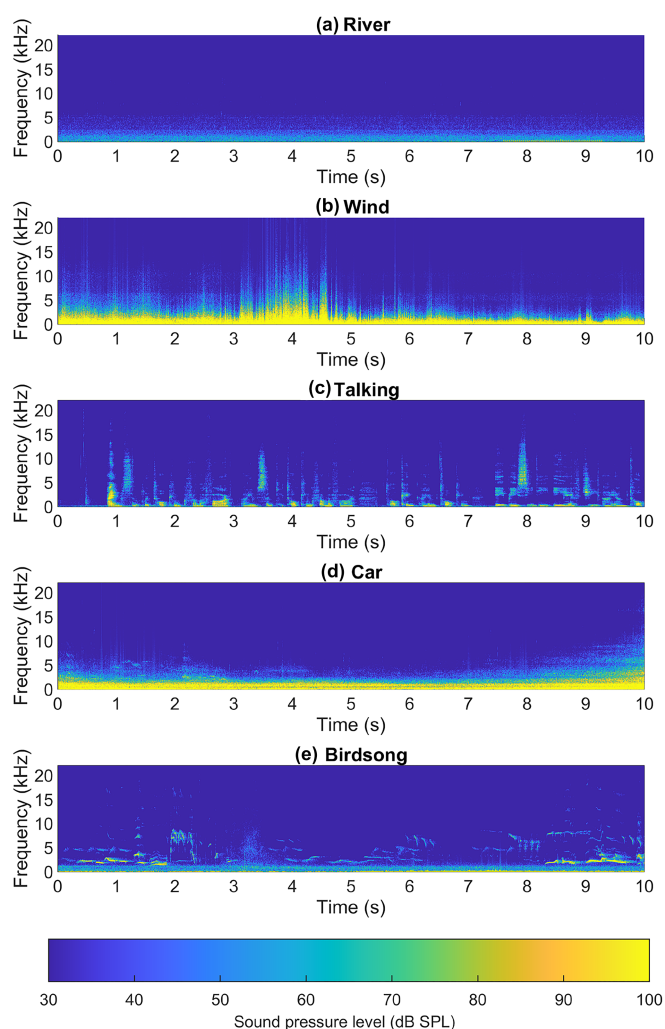 (a) River
Frequency (kHz)
20
15
10
5
0
0 1 2 3 4 5 6 7 8 9 10
Time (s)
(b) Wind
Frequency (kHz)
20
15
10
5
0
0 1 2 3 4 5 6 7 8 9 10
Time (s)
(c) Talking
Frequency (kHz)
20
15
10
5
0
0 1 2 3 4 5 6 7 8 9 10
Time (s)
(d) Car
Frequency (kHz)
20
15
10
5
0
0 1 2 3 4 5 6 7 8 9 10
Time (s)
(e) Birdsong
Frequency (kHz)
20
15
10
5
0
0 1 2 3 4 5 6 7 8 9 10
Time (s)
30 40 50 60 70 80 90 100
Sound pressure level (dB SPL)